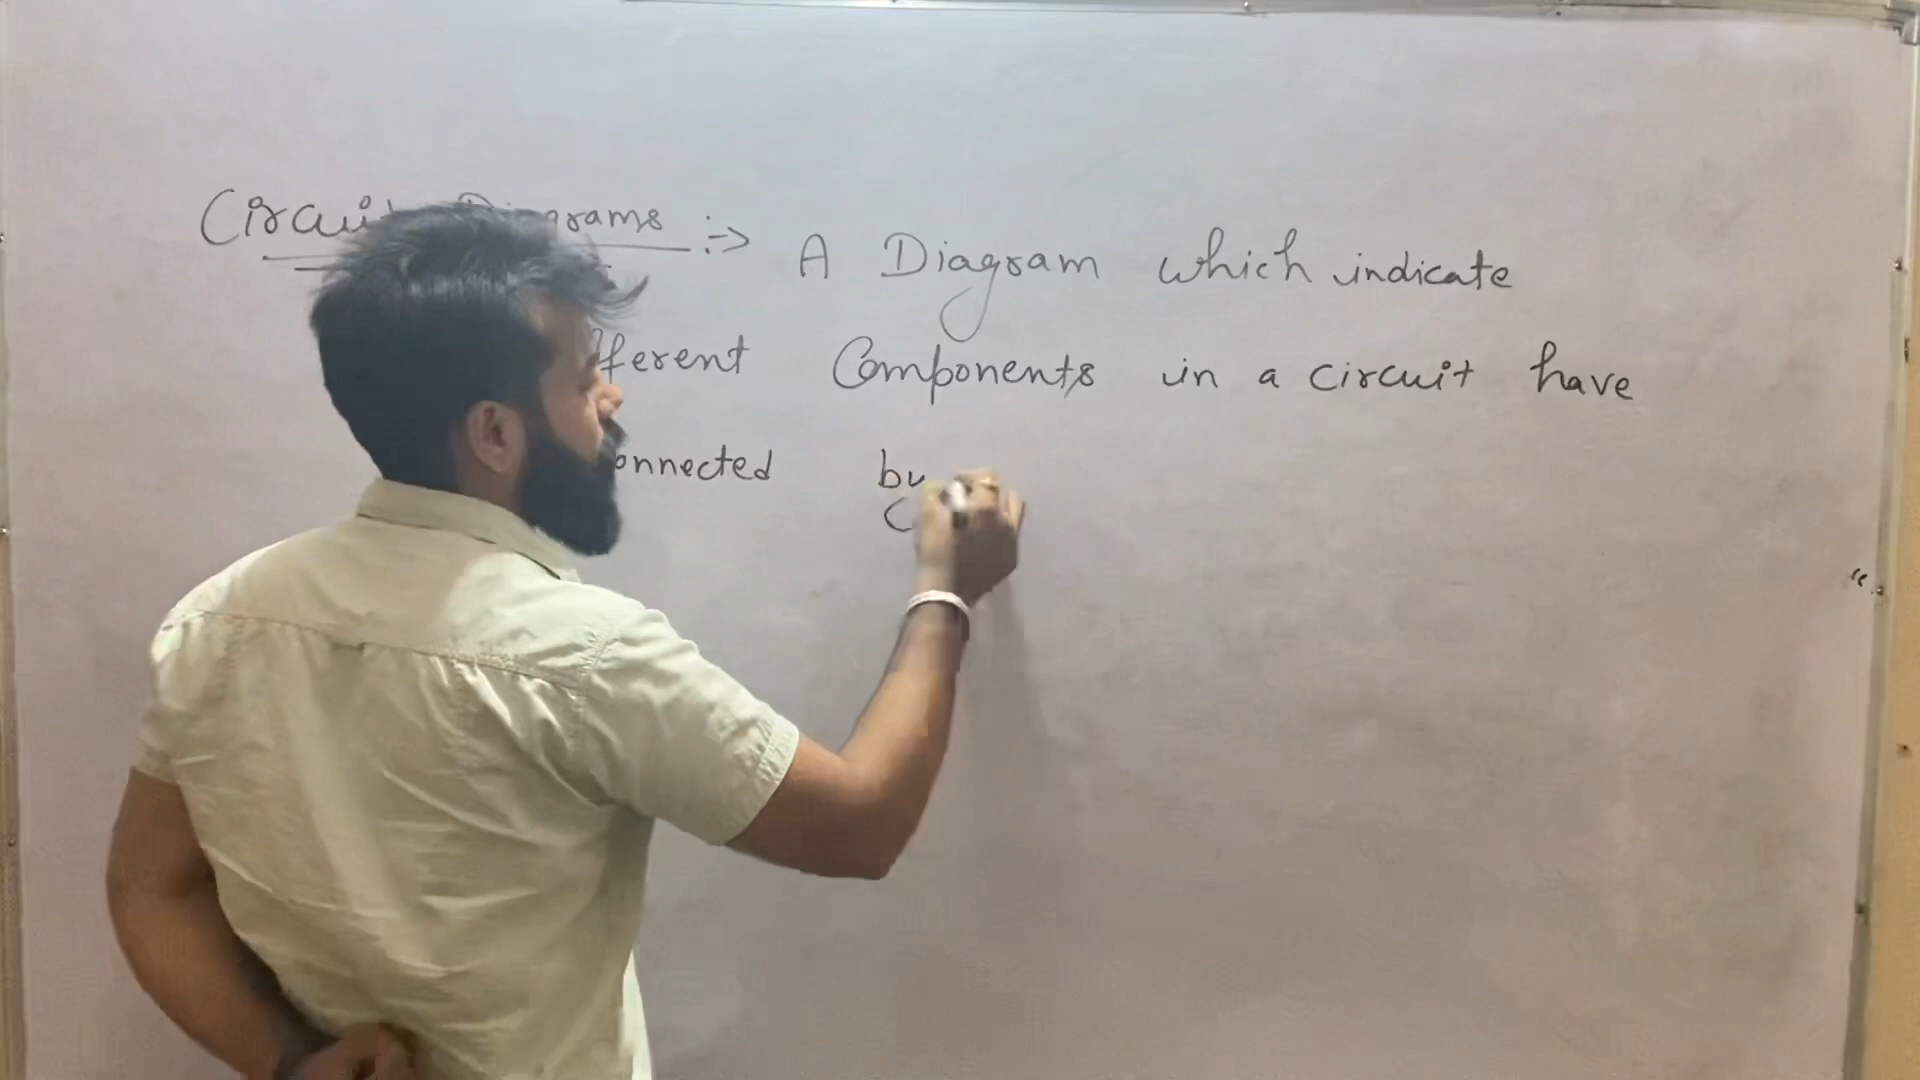 Circuit Diagrams :->
A Diagram which indicate
fferent Components in a circuit have
onnected by
"